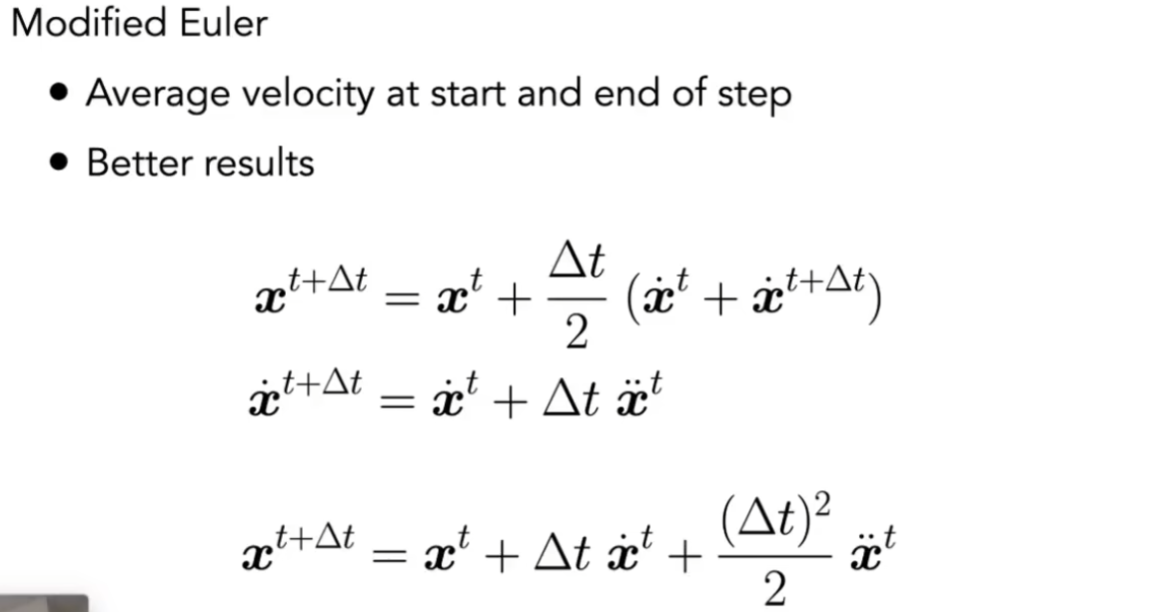 Modified Euler
• Average velocity at start and end of step
• Better results
$\boldsymbol{x}^{t+\Delta t} = \boldsymbol{x}^{t} + \frac{\Delta t}{2} (\dot{\boldsymbol{x}}^{t} + \dot{\boldsymbol{x}}^{t+\Delta t})$
$\dot{\boldsymbol{x}}^{t+\Delta t} = \dot{\boldsymbol{x}}^{t} + \Delta t \, \ddot{\boldsymbol{x}}^{t}$
$\boldsymbol{x}^{t+\Delta t} = \boldsymbol{x}^{t} + \Delta t \, \dot{\boldsymbol{x}}^{t} + \frac{(\Delta t)^2}{2} \, \ddot{\boldsymbol{x}}^{t}$